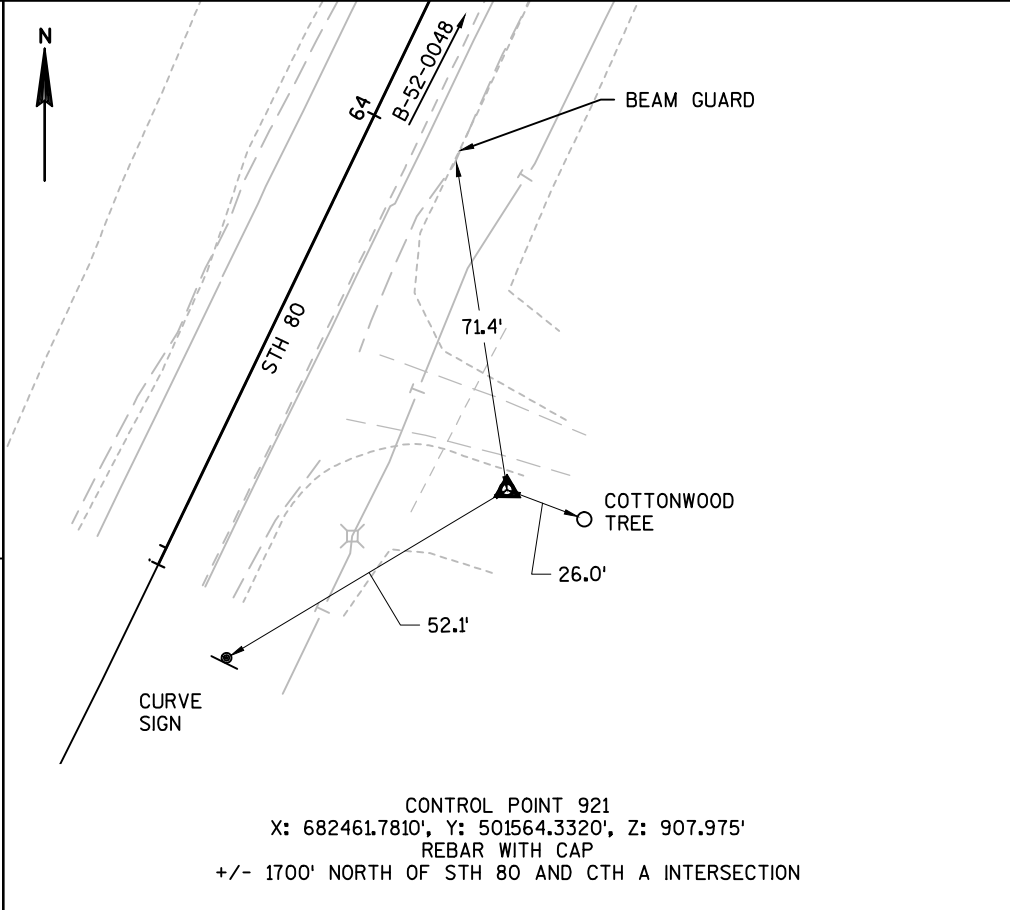 N
64
B-52-0048
BEAM GUARD
STH 80
71.4'
COTTONWOOD
TREE
26.0'
52.1'
CURVE
SIGN
CONTROL POINT 921
X: 682461.7810', Y: 501564.3320', Z: 907.975'
REBAR WITH CAP
+/- 1700' NORTH OF STH 80 AND CTH A INTERSECTION